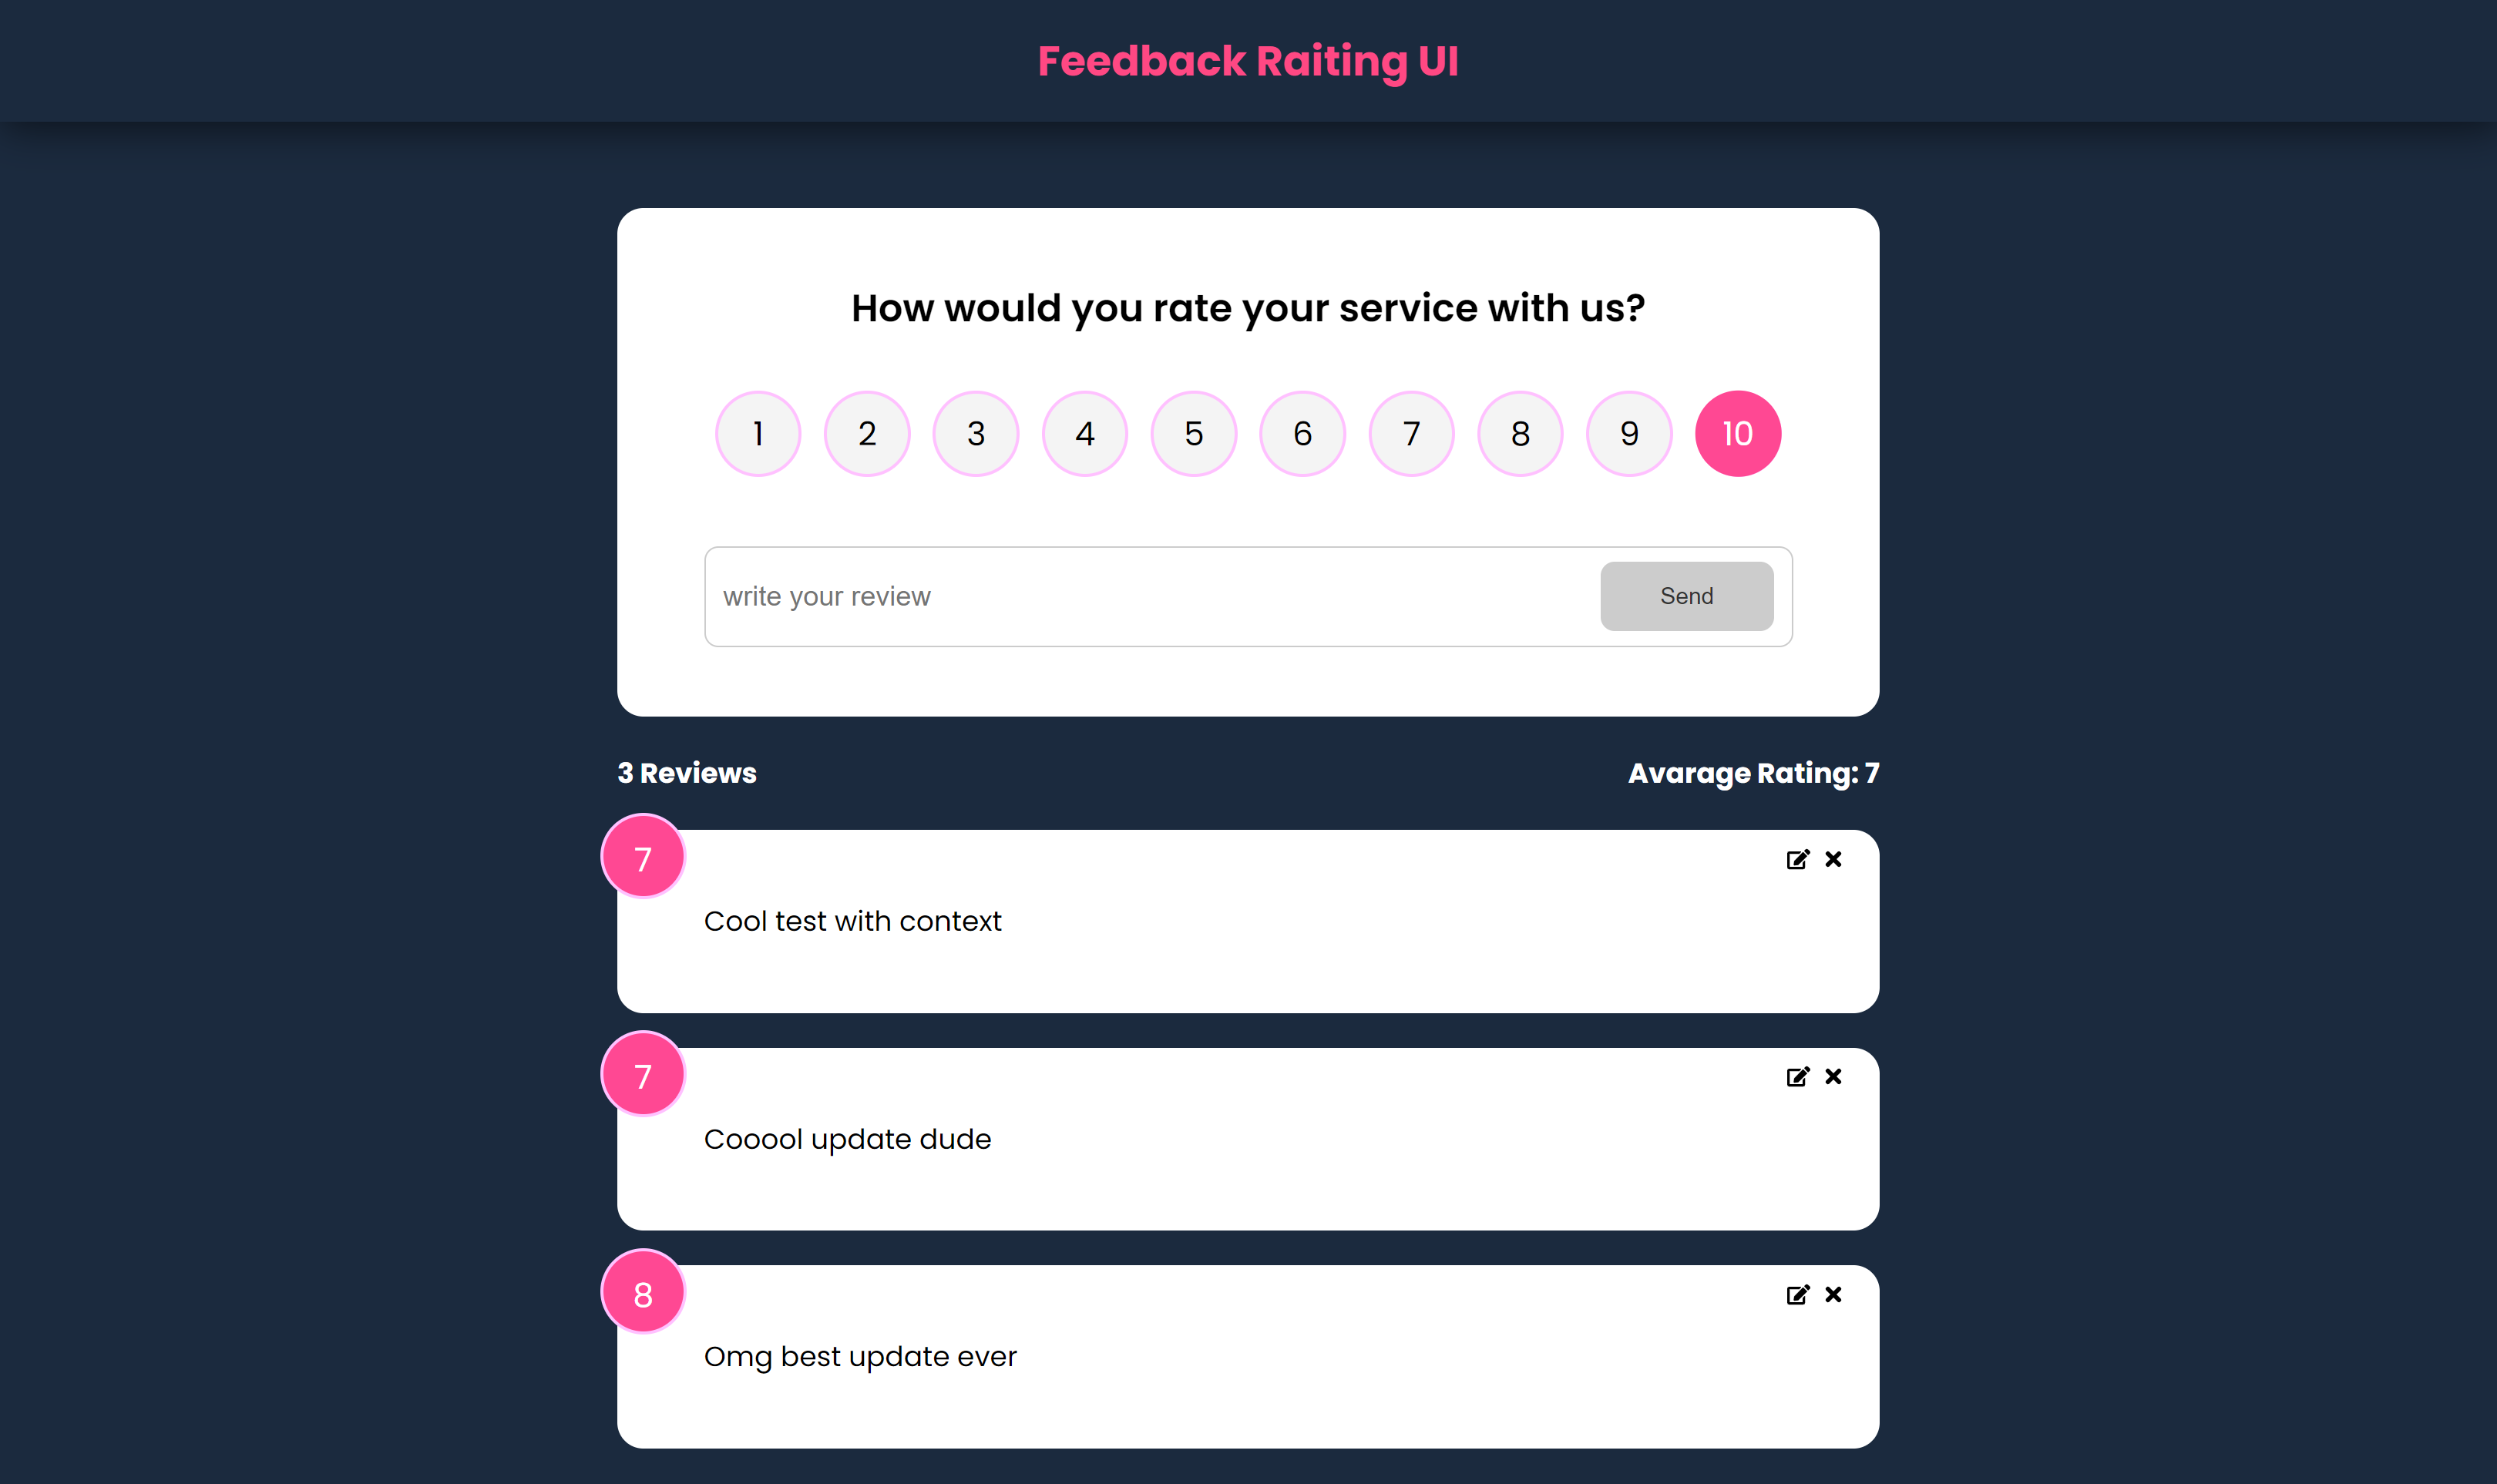 Feedback Raiting UI
How would you rate your service with us?
1 2 3 4 5 6 7 8 9 10
write your review Send
3 Reviews Avarage Rating: 7
7
Cool test with context
7
Cooool update dude
8
Omg best update ever